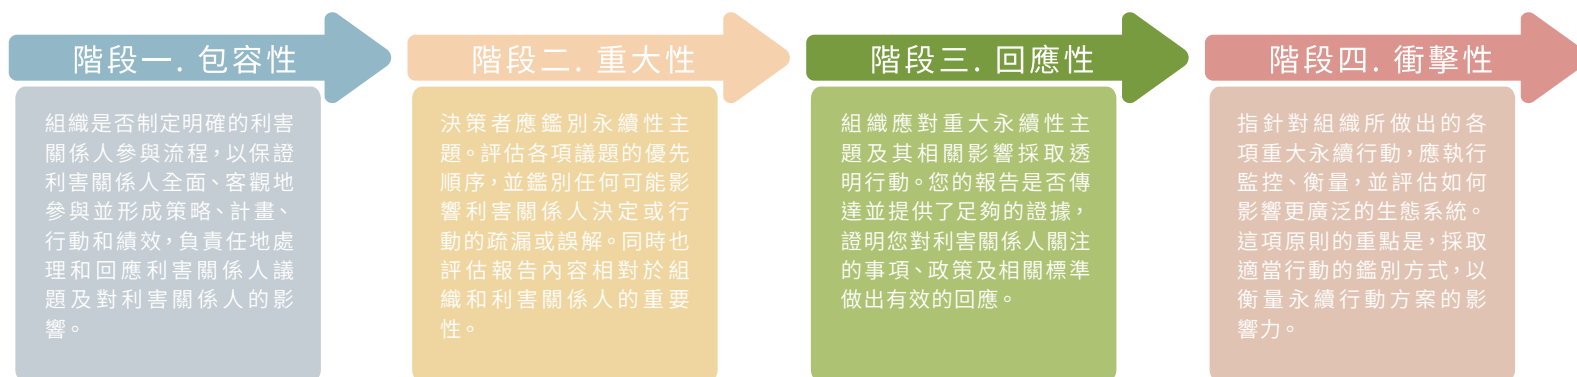 階段一. 包容性
組織是否制定明確的利害
關係人參與流程，以保證
利害關係人全面、客觀地
參與並形成策略、計畫、
行動和績效，負責任地處
理和回應利害關係人議
題及對利害關係人的影
響。
階段二. 重大性
決策者應鑑別永續性主
題。評估各項議題的優先
順序，並鑑別任何可能影
響利害關係人決定或行
動的疏漏或誤解。同時也
評估報告內容相對於組
織和利害關係人的重要
性。
階段三. 回應性
組織應對重大永續性主
題及其相關影響採取透
明行動。您的報告是否傳
達並提供了足夠的證據，
證明您對利害關係人關注
的事項、政策及相關標準
做出有效的回應。
階段四. 衝擊性
指針對組織所做出的各
項重大永續行動，應執行
監控、衡量，並評估如何
影響更廣泛的生態系統。
這項原則的重點是，採取
適當行動的鑑別方式，以
衡量永續行動方案的影
響力。